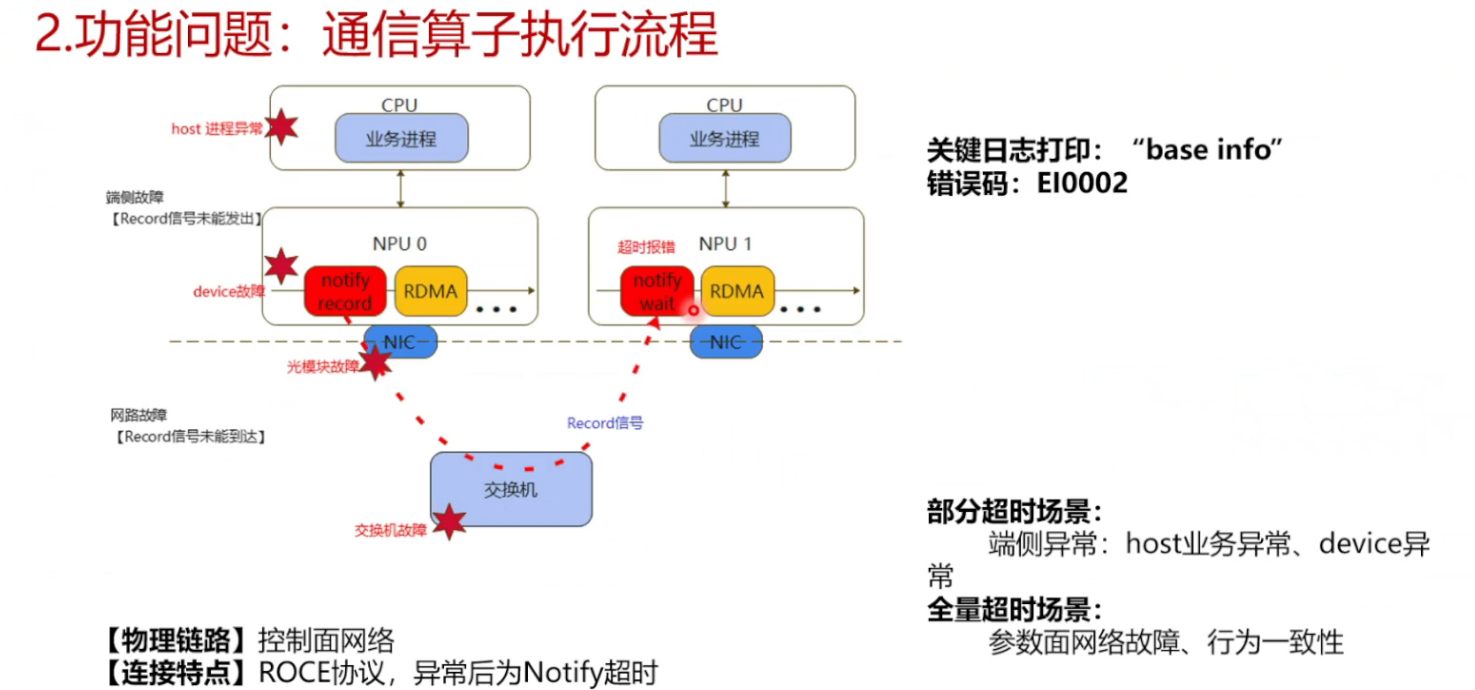 2.功能问题：通信算子执行流程
CPU
业务进程
host 进程异常
CPU
业务进程
关键日志打印：“base info”
错误码：EI0002
端侧故障
【Record信号未能发出】
NPU 0
notify
record
RDMA
• • •
device故障
超时报错
NPU 1
notify
wait
RDMA
• • •
NIC
NIC
光模块故障
网路故障
【Record信号未能到达】
Record信号
交换机
交换机故障
部分超时场景：
端侧异常：host业务异常、device异
常
全量超时场景：
参数面网络故障、行为一致性
【物理链路】控制面网络
【连接特点】ROCE协议，异常后为Notify超时